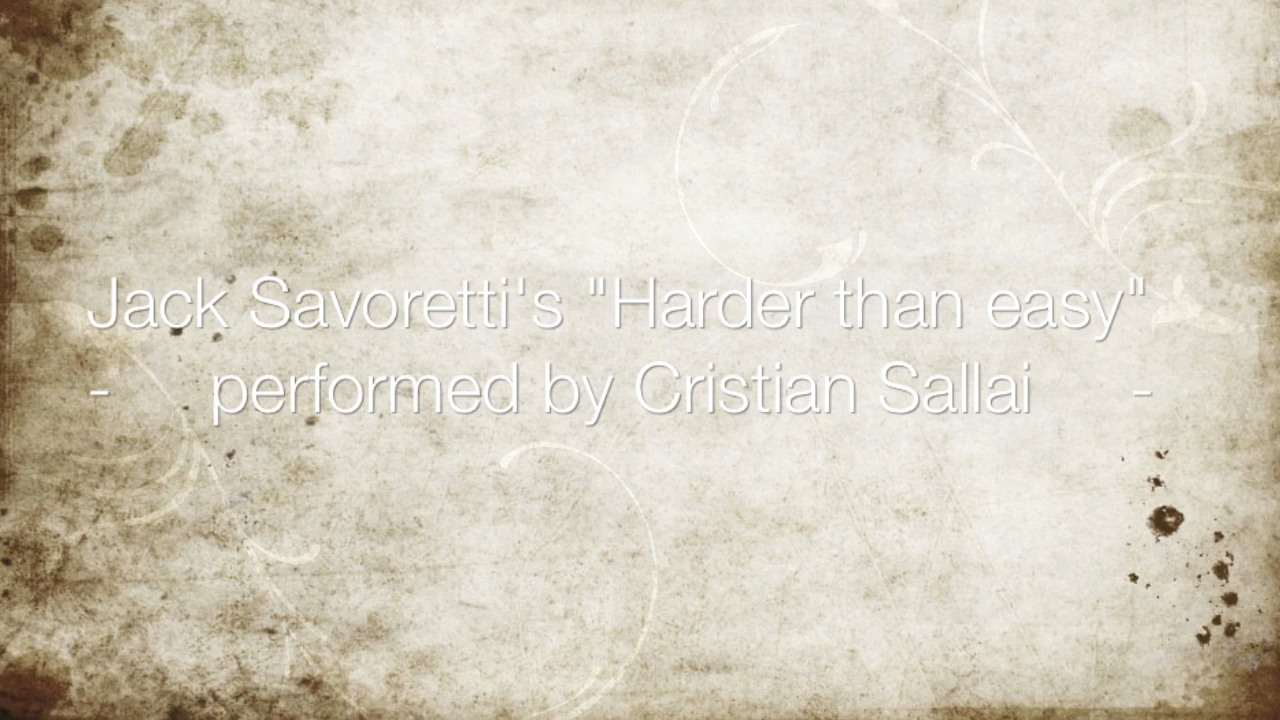 Jack Savoretti's "Harder than easy"
- performed by Cristian Sallai -